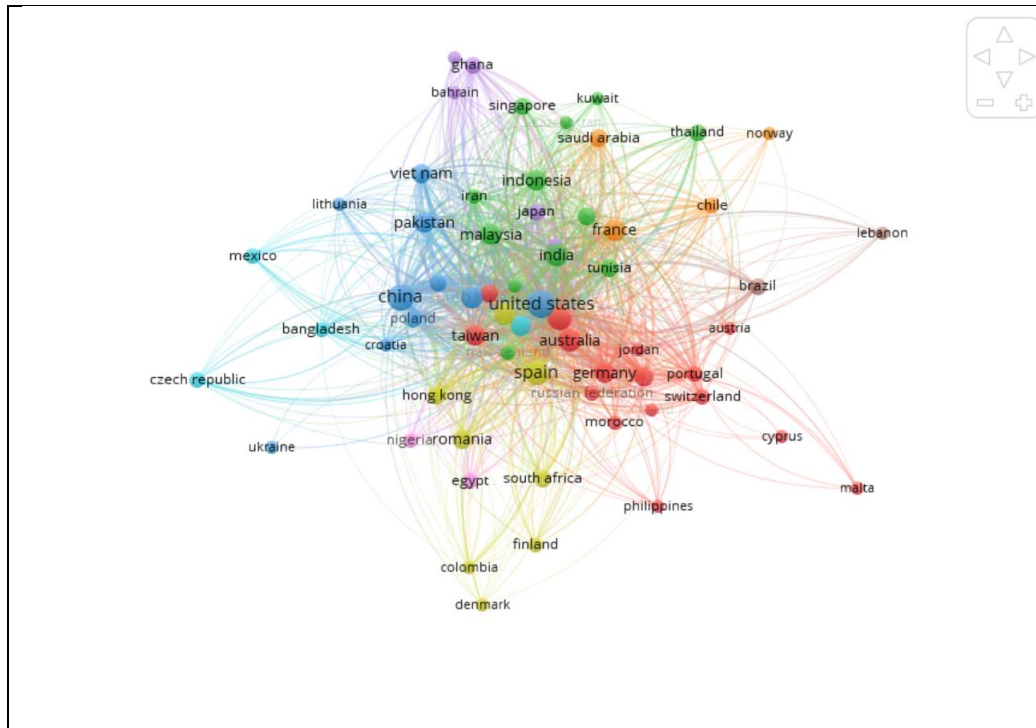 ghana
bahrain
singapore
kuwait
saudi arabia
thailand
norway
viet nam
indonesia
iran
lithuania
japan
chile
pakistan
malaysia
france
lebanon
mexico
india
tunisia
brazil
china
united states
poland
bangladesh
taiwan
australia
austria
croatia
jordan
spain
germany
portugal
czech republic
russian federation
hong kong
switzerland
morocco
nigeria
romania
cyprus
ukraine
egypt
south africa
malta
philippines
finland
colombia
denmark